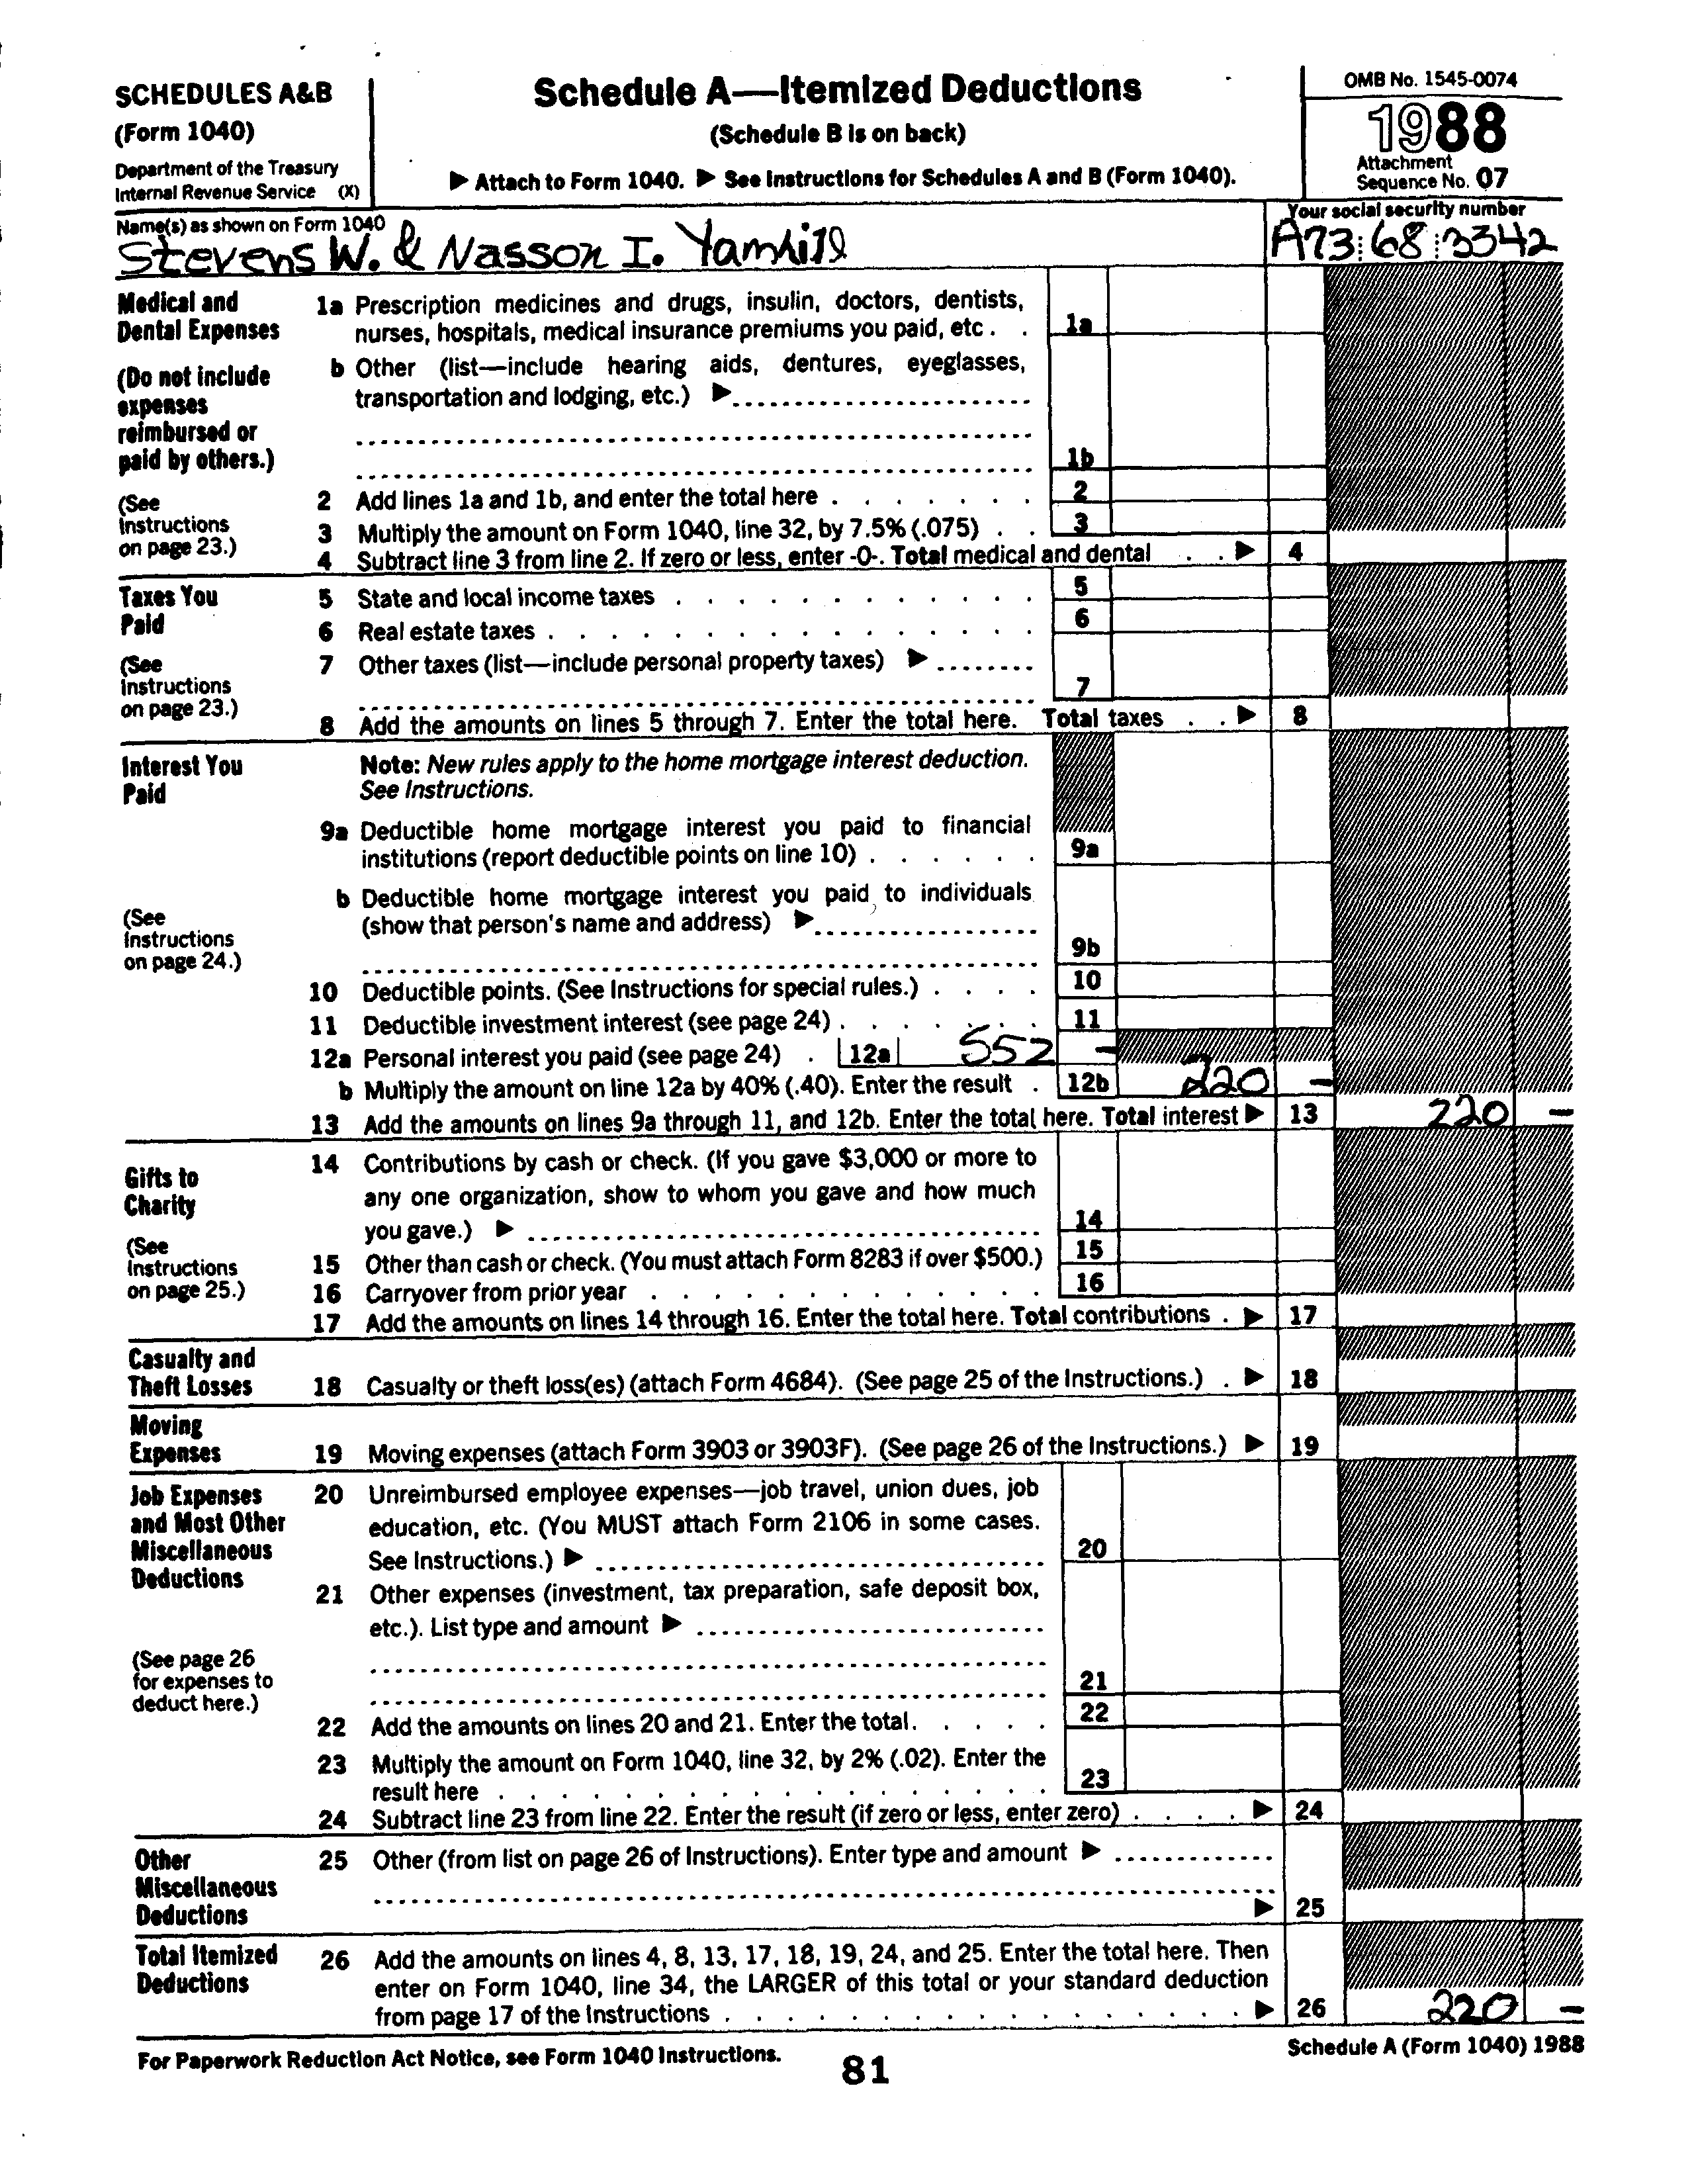 SCHEDULES A&B
(Form 1040)
Department of the Treasury
Internal Revenue Service (X)
Schedule A—Itemized Deductions
(Schedule B is on back)
▶ Attach to Form 1040. ▶ See Instructions for Schedules A and B (Form 1040).
OMB No. 1545-0074
1988
Attachment
Sequence No. 07
Name(s) as shown on Form 1040
Stevens W. & Nasson I. Yamhill
Your social security number
A73 68 3342
Medical and
Dental Expenses
(Do not include
expenses
reimbursed or
paid by others.)
(See
Instructions
on page 23.)
1a Prescription medicines and drugs, insulin, doctors, dentists,
nurses, hospitals, medical insurance premiums you paid, etc . . 1a
b Other (list—include hearing aids, dentures, eyeglasses,
transportation and lodging, etc.) ▶
1b
2 Add lines 1a and 1b, and enter the total here . . . . . . . 2
3 Multiply the amount on Form 1040, line 32, by 7.5% (.075) . . 3
4 Subtract line 3 from line 2. If zero or less, enter -0-. Total medical and dental . . ▶ 4
Taxes You
Paid
(See
Instructions
on page 23.)
5 State and local income taxes . . . . . . . . . . . . 5
6 Real estate taxes . . . . . . . . . . . . . . . . 6
7 Other taxes (list—include personal property taxes) ▶
7
8 Add the amounts on lines 5 through 7. Enter the total here. Total taxes . . ▶ 8
Interest You
Paid
(See
Instructions
on page 24.)
Note: New rules apply to the home mortgage interest deduction.
See Instructions.
9a Deductible home mortgage interest you paid to financial
institutions (report deductible points on line 10) . . . . . . 9a
b Deductible home mortgage interest you paid to individuals
(show that person's name and address) ▶
9b
10 Deductible points. (See Instructions for special rules.) . . . . 10
11 Deductible investment interest (see page 24) . . . . . . . 11
12a Personal interest you paid (see page 24) . 12a 552 -
b Multiply the amount on line 12a by 40% (.40). Enter the result . 12b 220 -
13 Add the amounts on lines 9a through 11, and 12b. Enter the total here. Total interest ▶ 13 220 -
Gifts to
Charity
(See
Instructions
on page 25.)
14 Contributions by cash or check. (If you gave $3,000 or more to
any one organization, show to whom you gave and how much
you gave.) ▶ 14
15 Other than cash or check. (You must attach Form 8283 if over $500.) 15
16 Carryover from prior year . . . . . . . . . . . . . 16
17 Add the amounts on lines 14 through 16. Enter the total here. Total contributions . ▶ 17
Casualty and
Theft Losses
18 Casualty or theft loss(es) (attach Form 4684). (See page 25 of the Instructions.) . ▶ 18
Moving
Expenses
19 Moving expenses (attach Form 3903 or 3903F). (See page 26 of the Instructions.) ▶ 19
Job Expenses
and Most Other
Miscellaneous
Deductions
(See page 26
for expenses to
deduct here.)
20 Unreimbursed employee expenses—job travel, union dues, job
education, etc. (You MUST attach Form 2106 in some cases.
See Instructions.) ▶ 20
21 Other expenses (investment, tax preparation, safe deposit box,
etc.). List type and amount ▶
21
22 Add the amounts on lines 20 and 21. Enter the total. . . . . . 22
23 Multiply the amount on Form 1040, line 32, by 2% (.02). Enter the
result here . . . . . . . . . . . . . . . . . . 23
24 Subtract line 23 from line 22. Enter the result (if zero or less, enter zero) . . . . ▶ 24
Other
Miscellaneous
Deductions
25 Other (from list on page 26 of Instructions). Enter type and amount ▶
▶ 25
Total Itemized
Deductions
26 Add the amounts on lines 4, 8, 13, 17, 18, 19, 24, and 25. Enter the total here. Then
enter on Form 1040, line 34, the LARGER of this total or your standard deduction
from page 17 of the Instructions . . . . . . . . . . . . . . . . . ▶ 26 220 -
For Paperwork Reduction Act Notice, see Form 1040 Instructions.
Schedule A (Form 1040) 1988
81